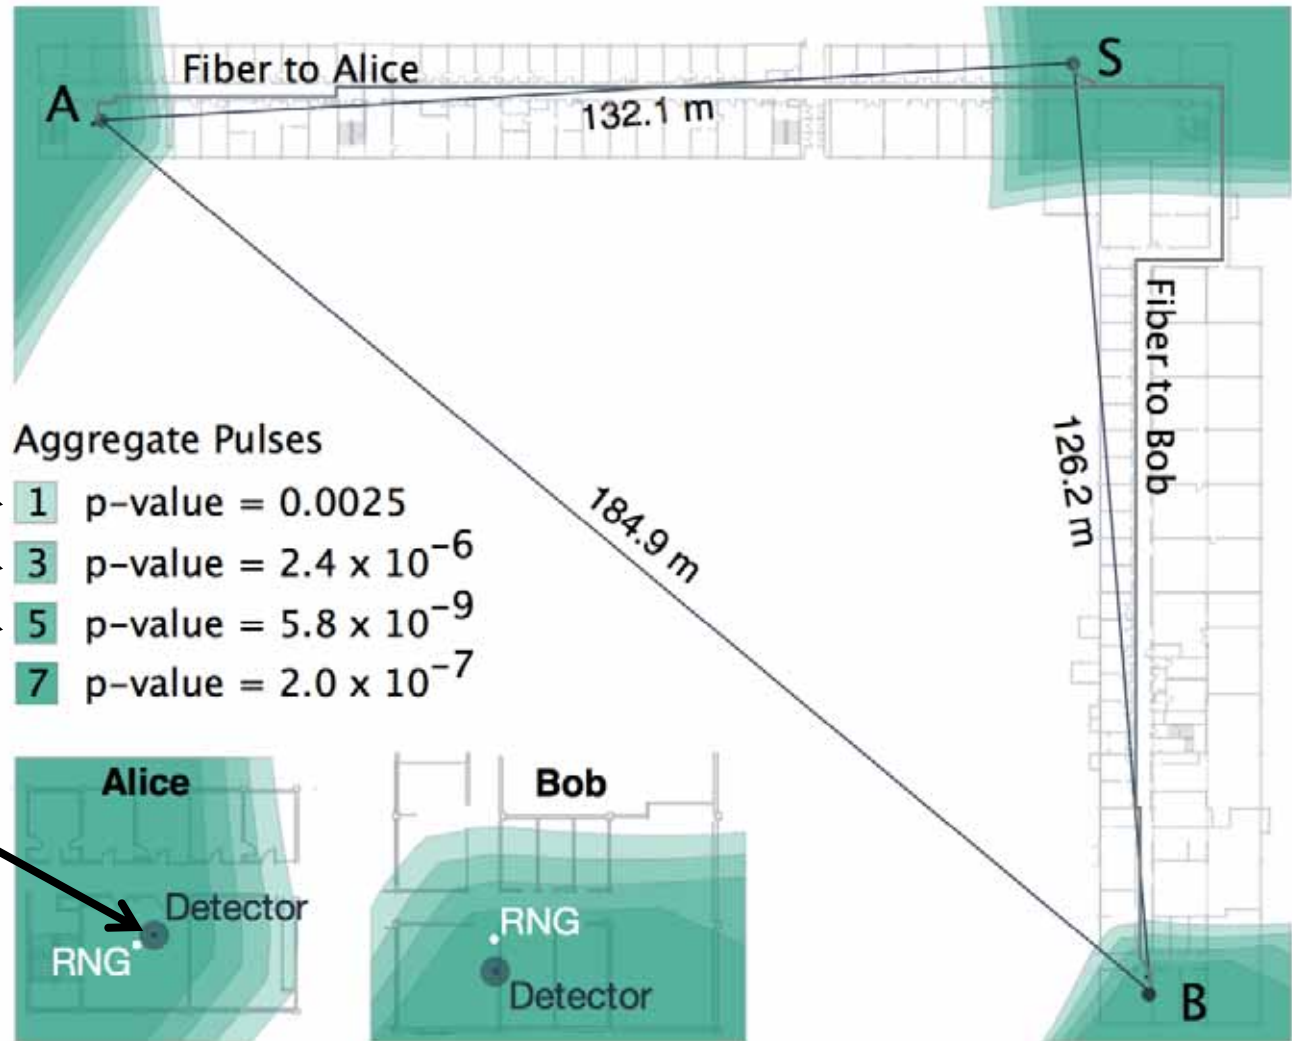 Fiber to Alice
S
A
132.1 m
Fiber to Bob
126.2 m
184.9 m
Aggregate Pulses
1 p-value = 0.0025
3 p-value = 2.4 x 10⁻⁶
5 p-value = 5.8 x 10⁻⁹
7 p-value = 2.0 x 10⁻⁷
Alice
Detector
RNG
Bob
RNG
Detector
B